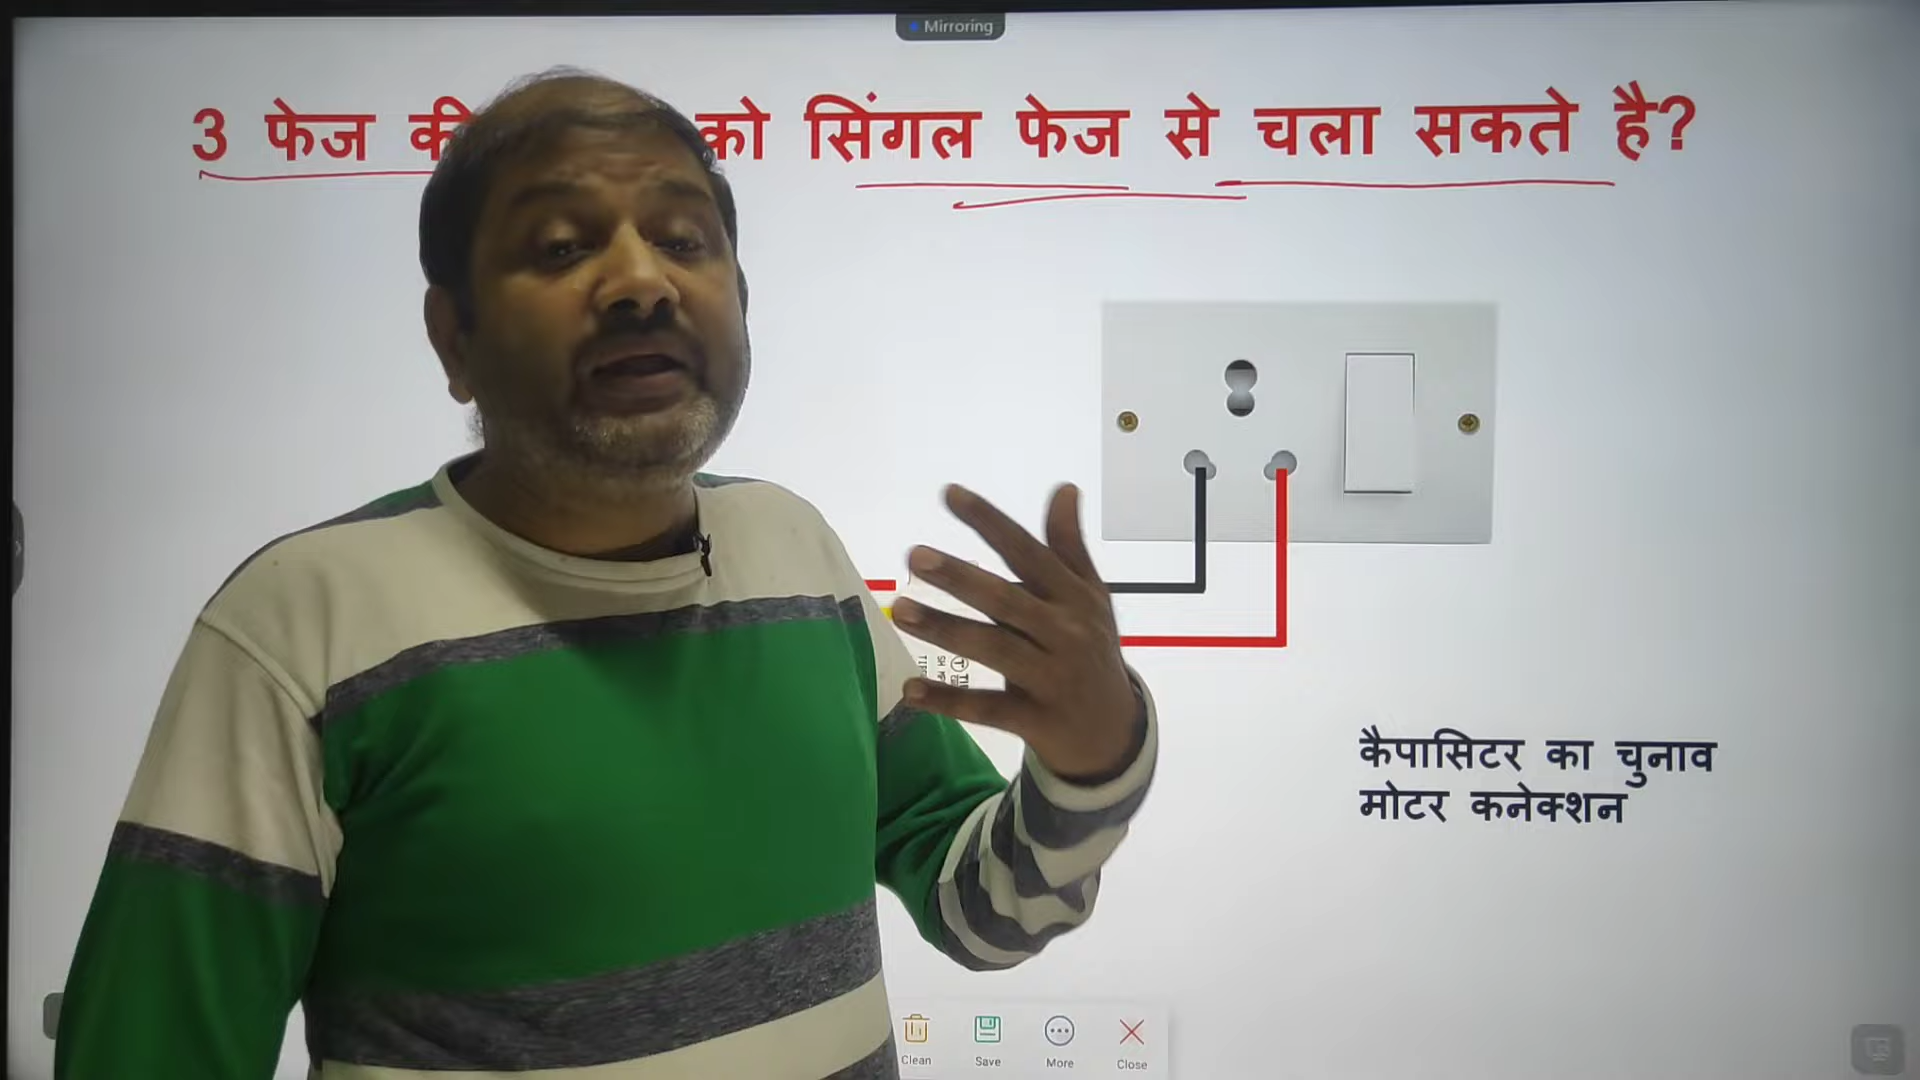 Mirroring
3 फेज की को सिंगल फेज से चला सकते है?
कैपासिटर का चुनाव
मोटर कनेक्शन
Clean Save More Close